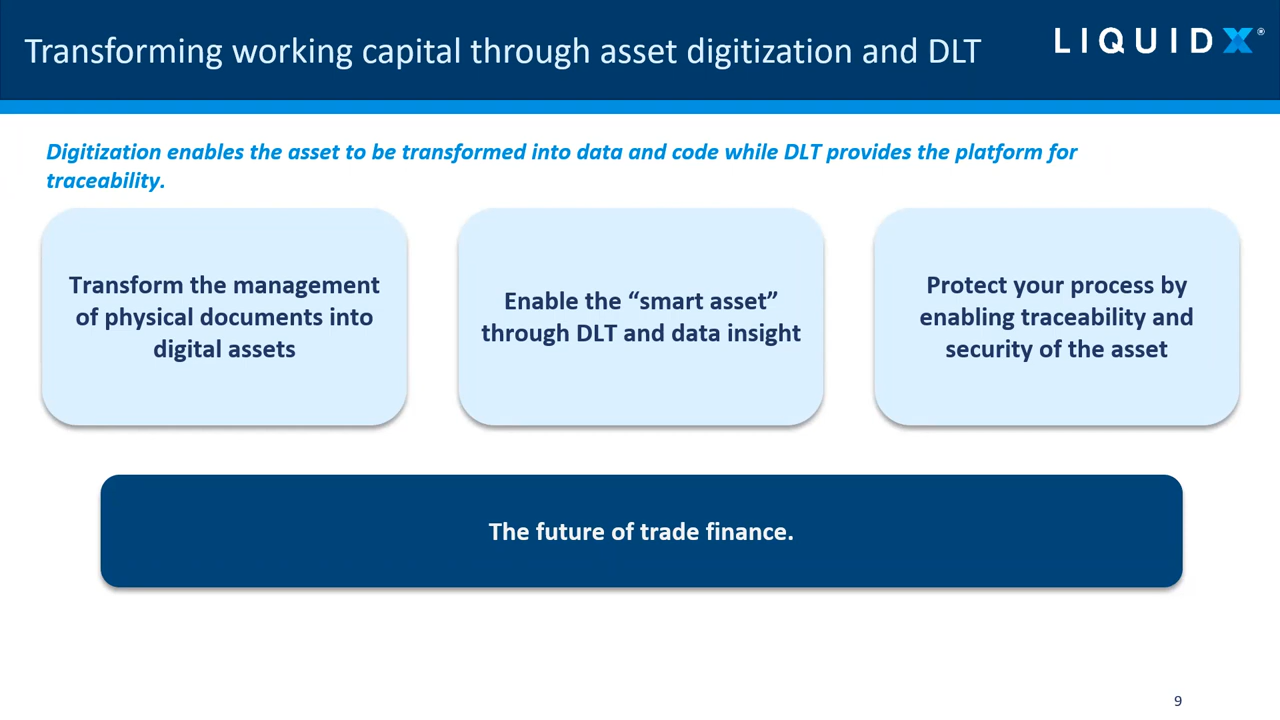 Transforming working capital through asset digitization and DLT
LIQUIDX®
Digitization enables the asset to be transformed into data and code while DLT provides the platform for
traceability.
Transform the management
of physical documents into
digital assets
Enable the “smart asset”
through DLT and data insight
Protect your process by
enabling traceability and
security of the asset
The future of trade finance.
9